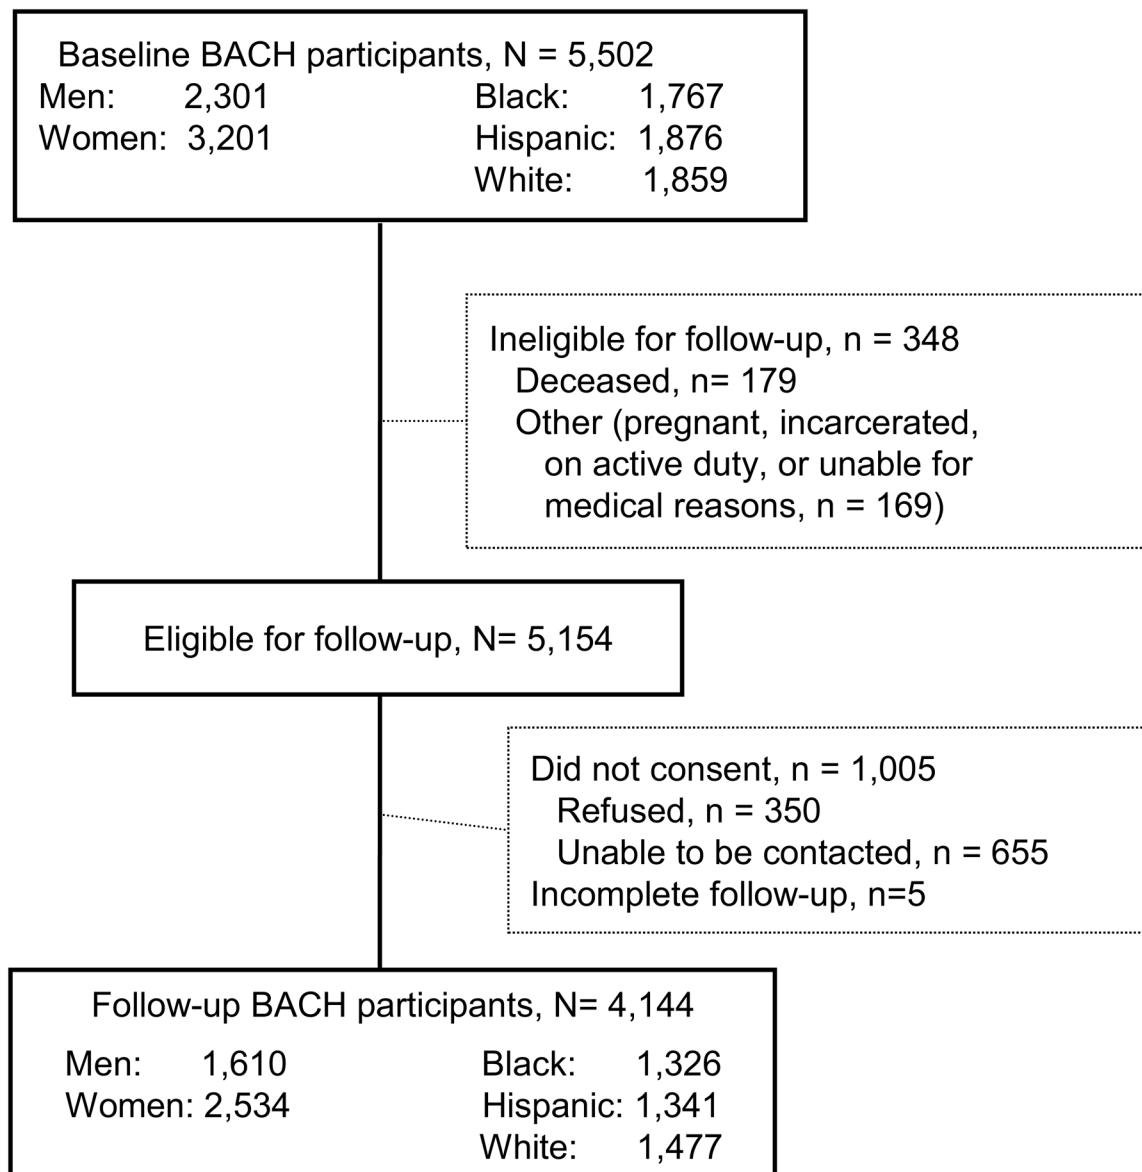 Baseline BACH participants, N = 5,502
Men: 2,301 Black: 1,767
Women: 3,201 Hispanic: 1,876
White: 1,859
Ineligible for follow-up, n = 348
Deceased, n= 179
Other (pregnant, incarcerated,
on active duty, or unable for
medical reasons, n = 169)
Eligible for follow-up, N= 5,154
Did not consent, n = 1,005
Refused, n = 350
Unable to be contacted, n = 655
Incomplete follow-up, n=5
Follow-up BACH participants, N= 4,144
Men: 1,610 Black: 1,326
Women: 2,534 Hispanic: 1,341
White: 1,477